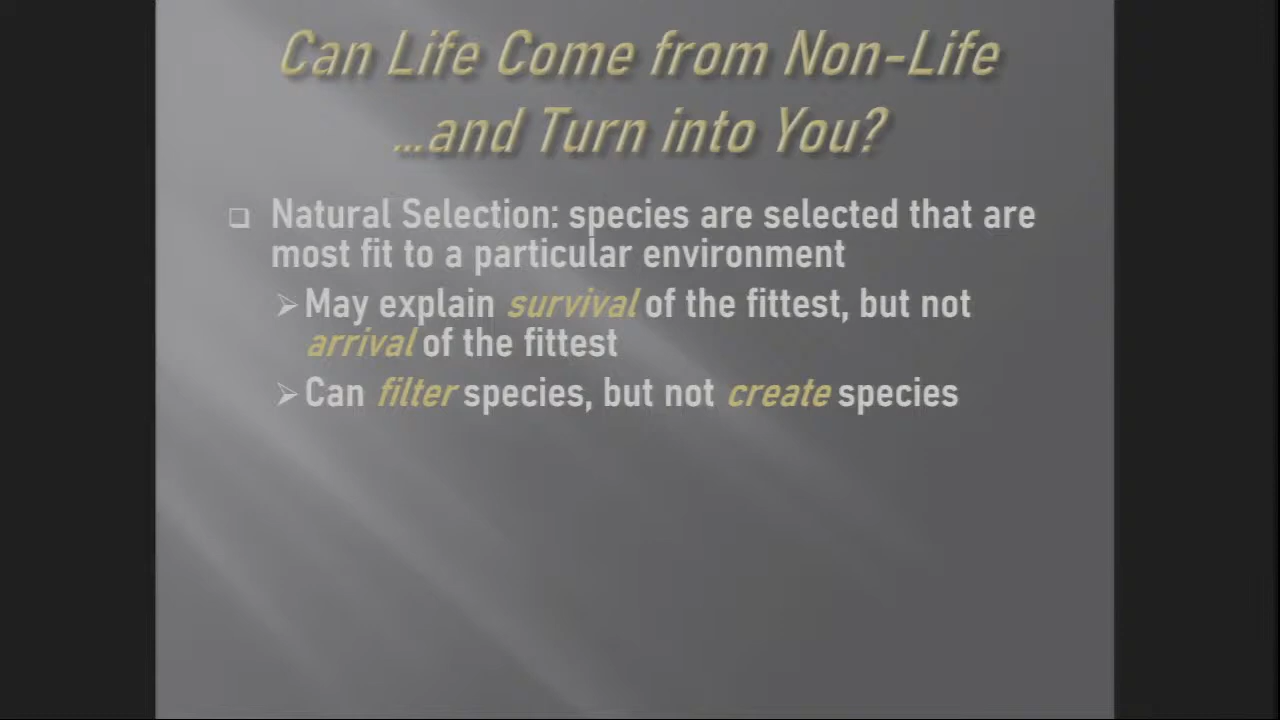 Can Life Come from Non-Life
...and Turn into You?
Natural Selection: species are selected that are
most fit to a particular environment
May explain survival of the fittest, but not
arrival of the fittest
Can filter species, but not create species